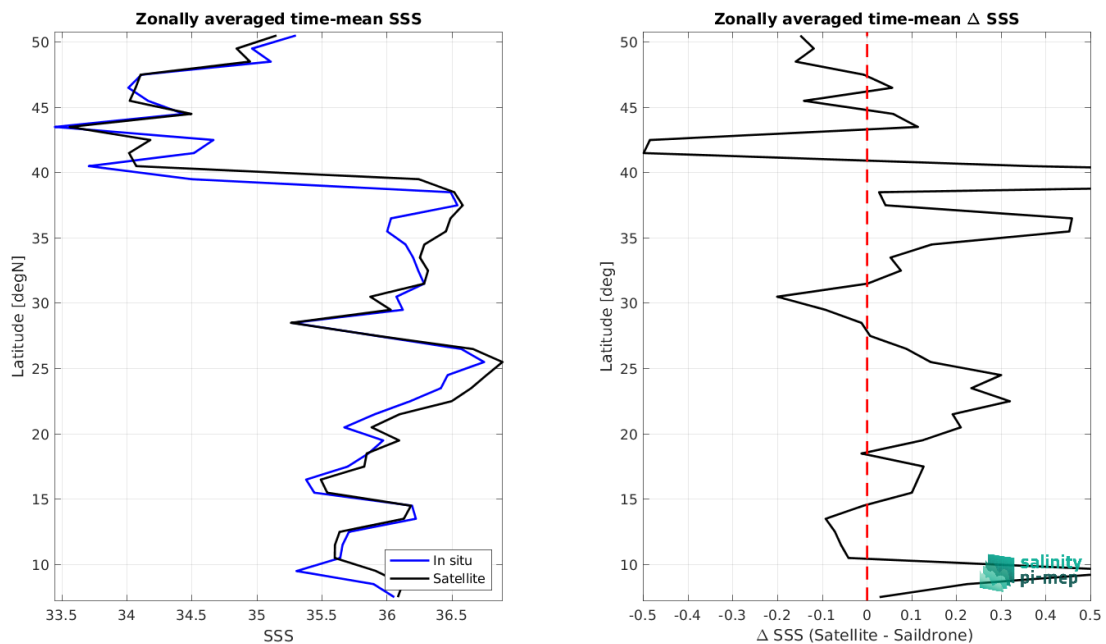 Zonally averaged time-mean SSS
50
45
40
35
30
25
20
15
10
33.5 34 34.5 35 35.5 36 36.5
Latitude [degN]
SSS
In situ
Satellite
Zonally averaged time-mean Δ SSS
50
45
40
35
30
25
20
15
10
-0.5 -0.4 -0.3 -0.2 -0.1 0 0.1 0.2 0.3 0.4 0.5
Latitude [deg]
Δ SSS (Satellite - Saildrone)
salinity
pi-mep